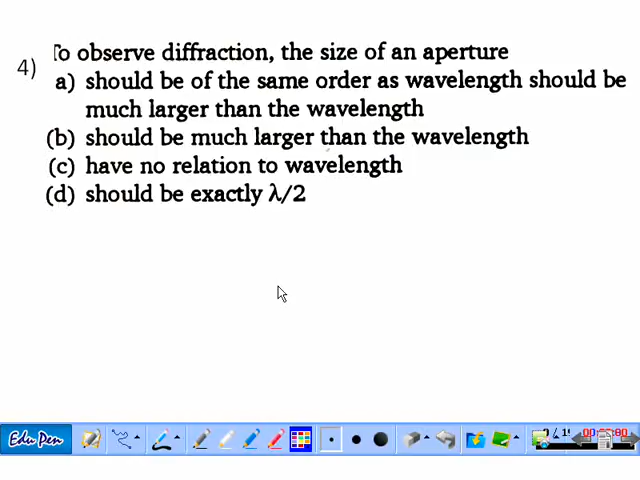 4) To observe diffraction, the size of an aperture
a) should be of the same order as wavelength should be
much larger than the wavelength
(b) should be much larger than the wavelength
(c) have no relation to wavelength
(d) should be exactly λ/2
Edu Pen